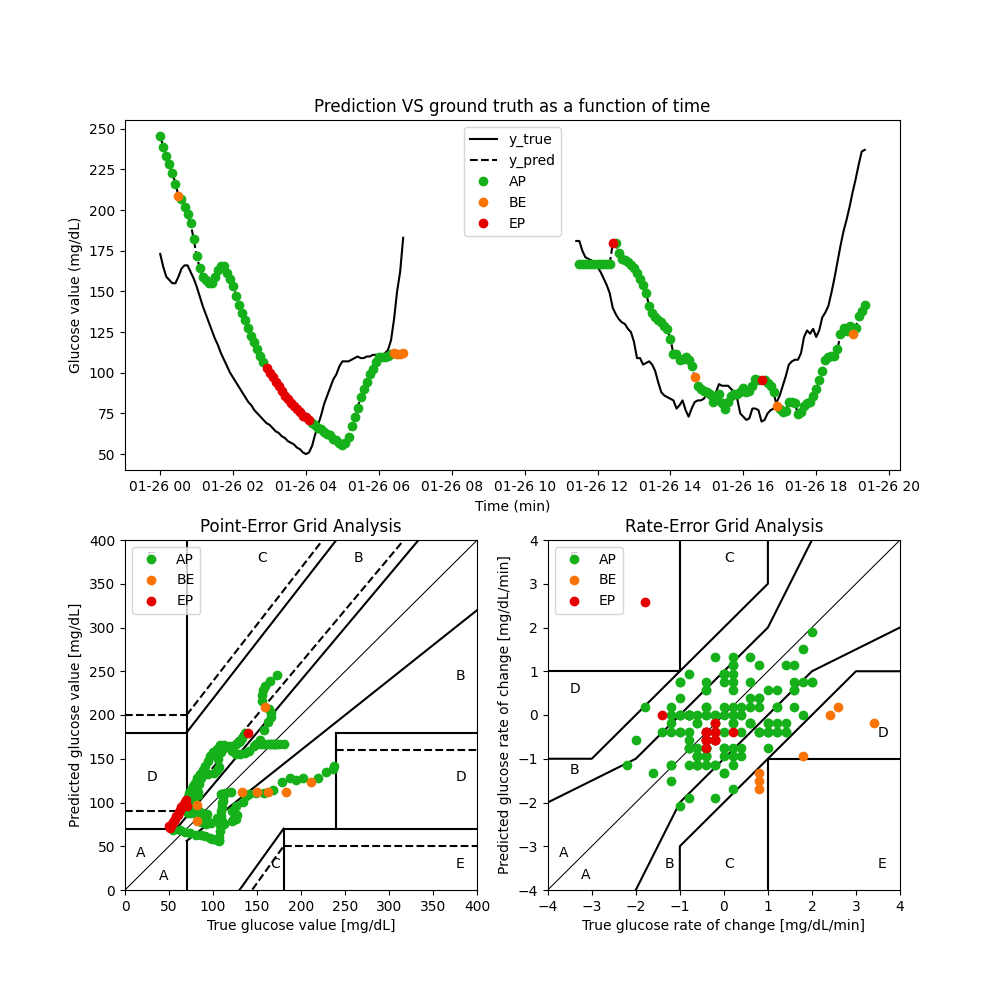 Prediction VS ground truth as a function of time
Glucose value (mg/dL)
250
225
200
175
150
125
100
75
50
y_true
y_pred
AP
BE
EP
01-26 00 01-26 02 01-26 04 01-26 06 01-26 08 01-26 10 01-26 12 01-26 14 01-26 16 01-26 18 01-26 20
Time (min)
Point-Error Grid Analysis
Predicted glucose value [mg/dL]
400
350
300
250
200
150
100
50
0
AP
BE
EP
C
B
B
D
D
A
A
C
E
0 50 100 150 200 250 300 350 400
True glucose value [mg/dL]
Rate-Error Grid Analysis
Predicted glucose rate of change [mg/dL/min]
4
3
2
1
0
−1
−2
−3
−4
AP
BE
EP
C
D
D
B
A
A
B
C
E
−4 −3 −2 −1 0 1 2 3 4
True glucose rate of change [mg/dL/min]